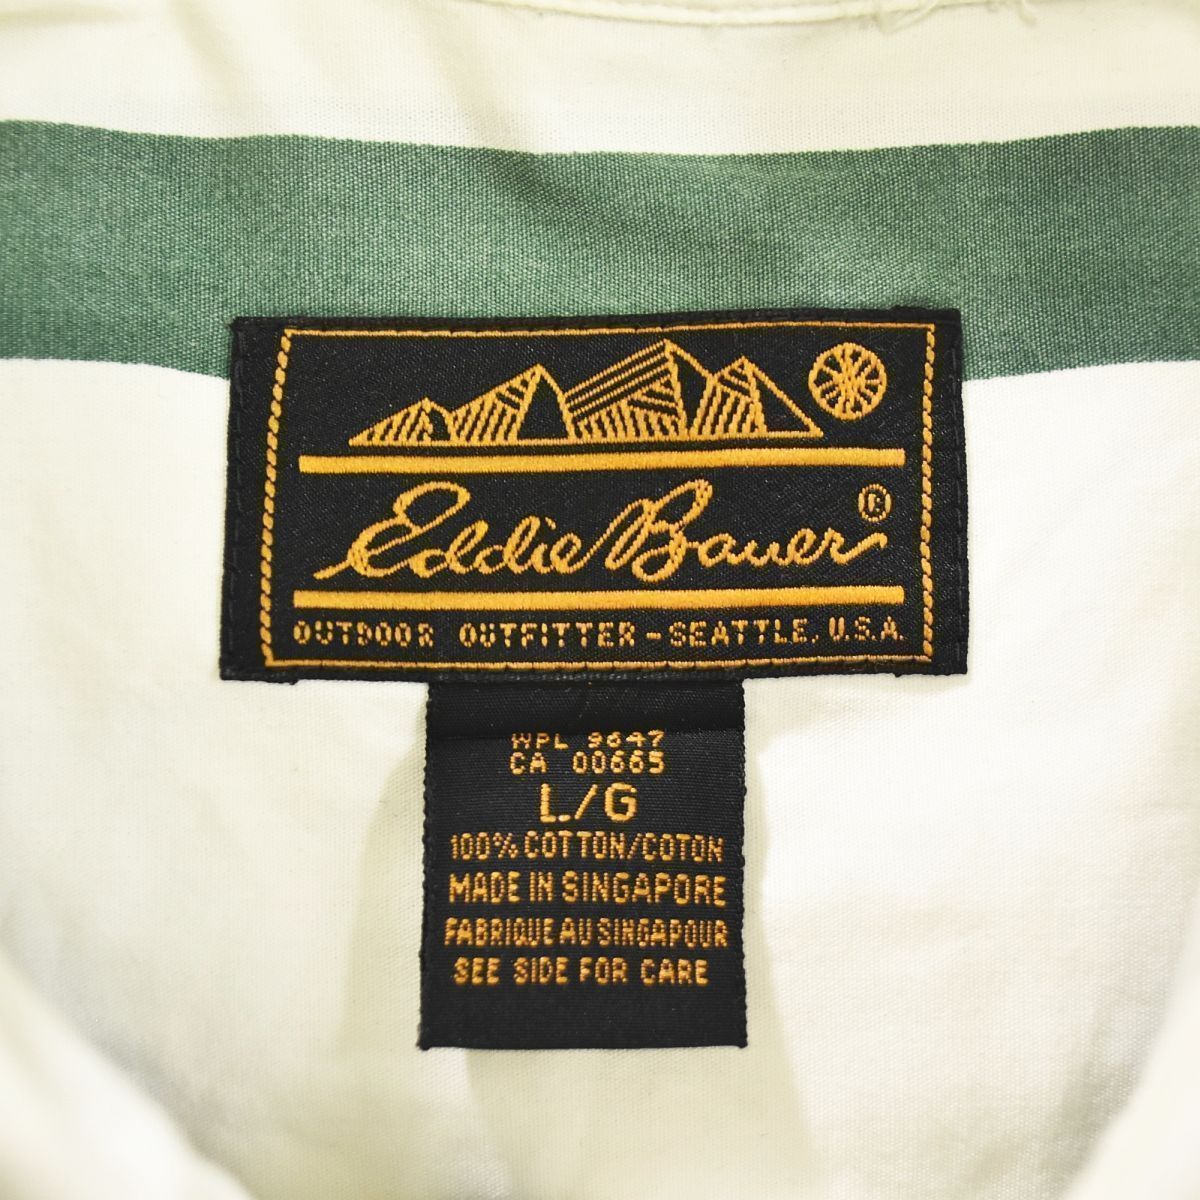 Eddie Bauer®
OUTDOOR OUTFITTER - SEATTLE, U.S.A.
WPL 9647
CA 00665
L/G
100% COTTON/COTON
MADE IN SINGAPORE
FABRIQUE AU SINGAPOUR
SEE SIDE FOR CARE